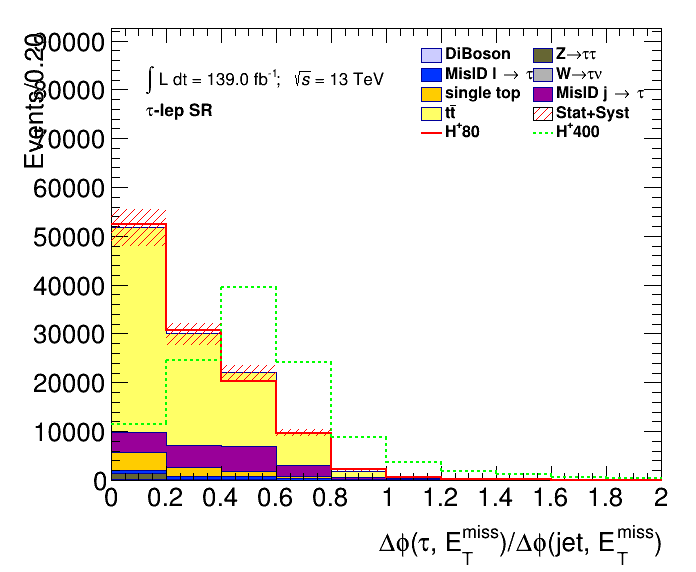 Events/0.20
90000
80000
70000
60000
50000
40000
30000
20000
10000
0
∫ L dt = 139.0 fb⁻¹; √s = 13 TeV
τ-lep SR
DiBoson
Z→ττ
MisID l → τ
W→τν
single top
MisID j → τ
tt̄
Stat+Syst
H⁺80
H⁺400
0 0.2 0.4 0.6 0.8 1 1.2 1.4 1.6 1.8 2
Δϕ(τ, E_T^miss)/Δϕ(jet, E_T^miss)